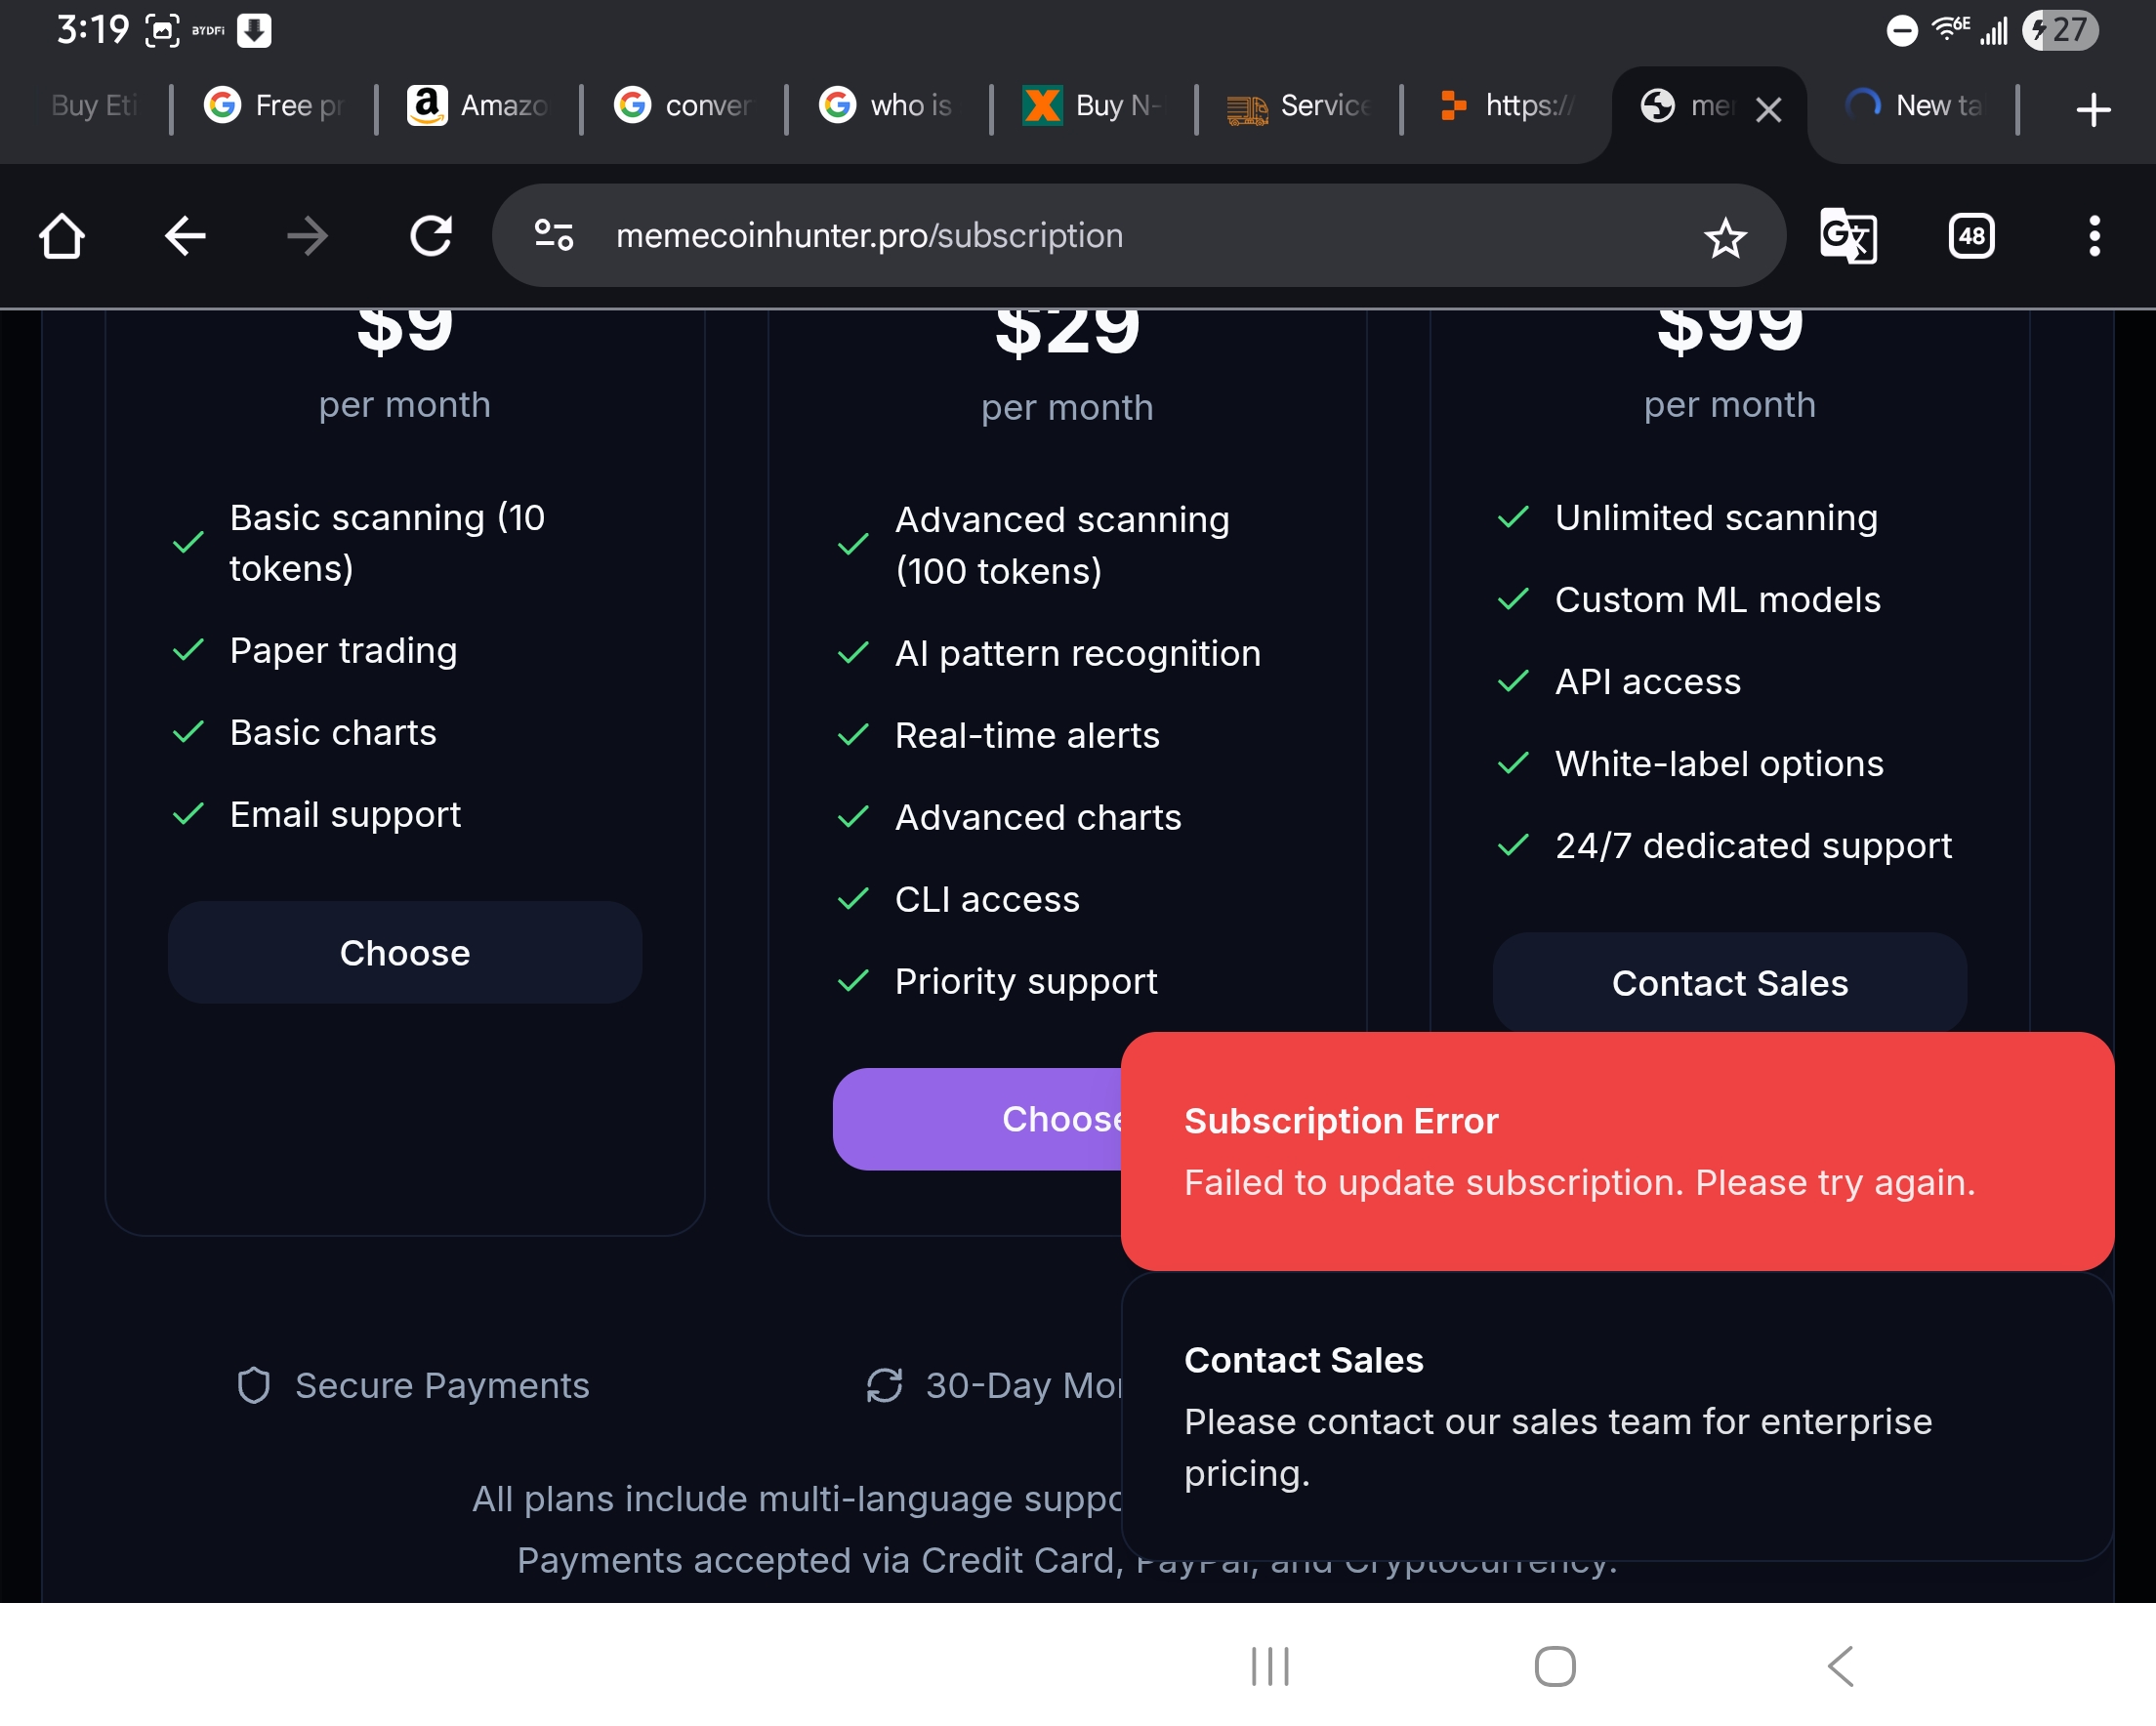 3:19 BYDFi 6E 27
Buy Eti Free pr Amazo conver who is Buy N- Service https:// me New ta
memecoinhunter.pro/subscription 48
$9
per month
Basic scanning (10
tokens)
Paper trading
Basic charts
Email support
Choose
$29
per month
Advanced scanning
(100 tokens)
AI pattern recognition
Real-time alerts
Advanced charts
CLI access
Priority support
Choose
$99
per month
Unlimited scanning
Custom ML models
API access
White-label options
24/7 dedicated support
Contact Sales
Subscription Error
Failed to update subscription. Please try again.
Contact Sales
Please contact our sales team for enterprise
pricing.
Secure Payments
30-Day Mo
All plans include multi-language suppo
Payments accepted via Credit Card, PayPal, and Cryptocurrency.